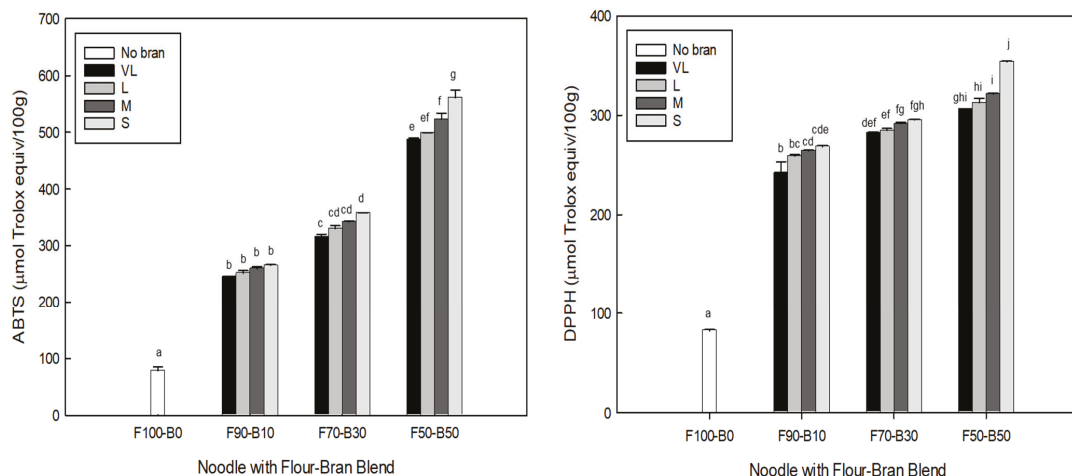 700
600
500
400
300
200
100
0
ABTS (µmol Trolox equiv/100g)
No bran
VL
L
M
S
a
b b b b
c cd cd d
e ef f g
F100-B0 F90-B10 F70-B30 F50-B50
Noodle with Flour-Bran Blend
400
300
200
100
0
DPPH (µmol Trolox equiv/100g)
No bran
VL
L
M
S
a
b bc cd cde
def ef fg fgh
ghi hi i j
F100-B0 F90-B10 F70-B30 F50-B50
Noodle with Flour-Bran Blend